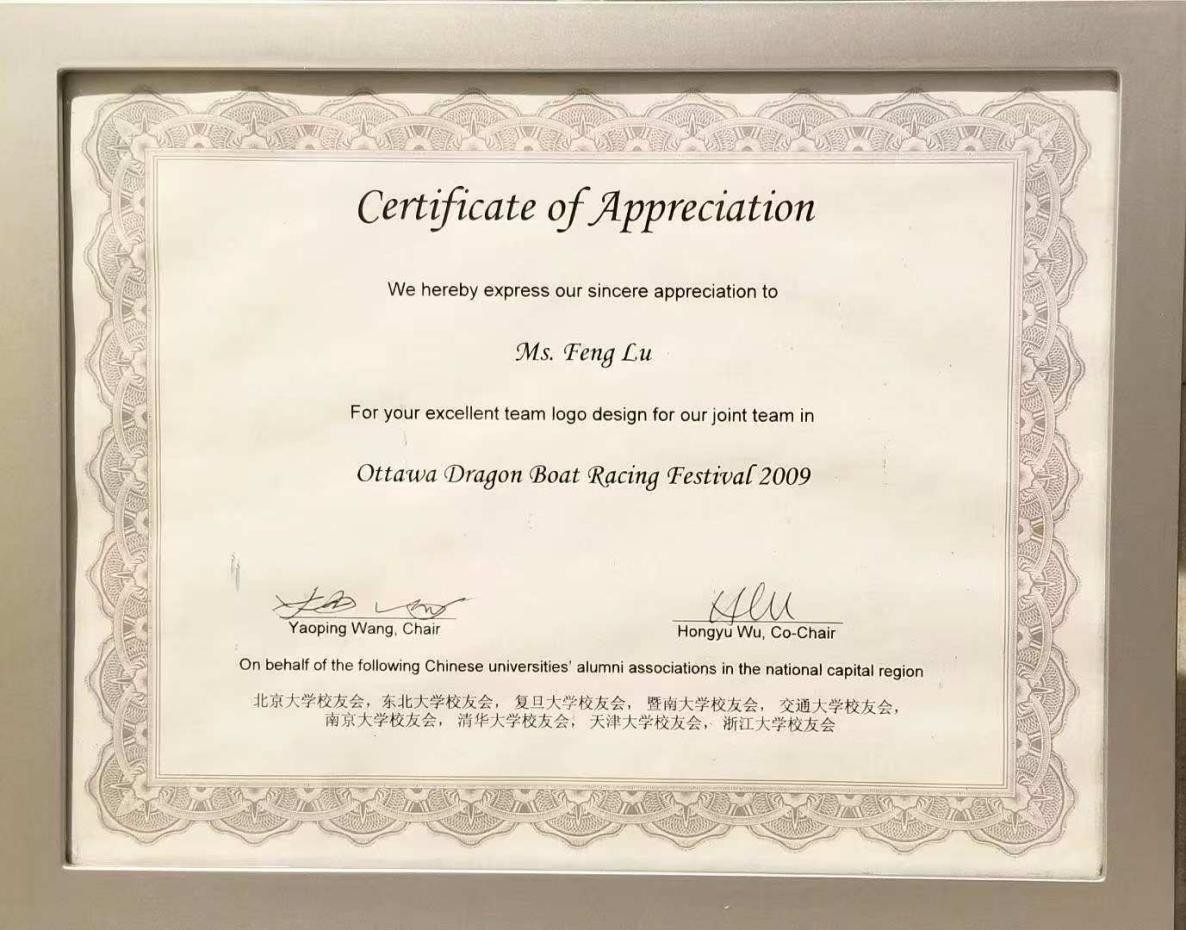 Certificate of Appreciation
We hereby express our sincere appreciation to
Ms. Feng Lu
For your excellent team logo design for our joint team in
Ottawa Dragon Boat Racing Festival 2009
Yaoping Wang, Chair
Hongyu Wu, Co-Chair
On behalf of the following Chinese universities' alumni associations in the national capital region
北京大学校友会，东北大学校友会，复旦大学校友会，暨南大学校友会，交通大学校友会，
南京大学校友会，清华大学校友会，天津大学校友会，浙江大学校友会